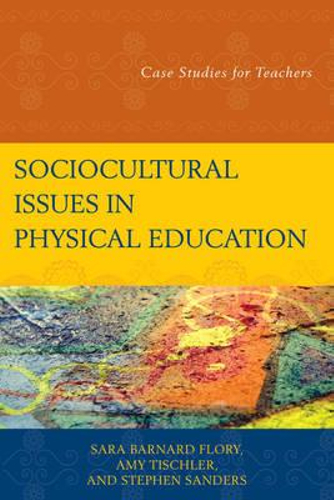 Case Studies for Teachers
SOCIOCULTURAL
ISSUES IN
PHYSICAL EDUCATION
SARA BARNARD FLORY,
AMY TISCHLER,
AND STEPHEN SANDERS